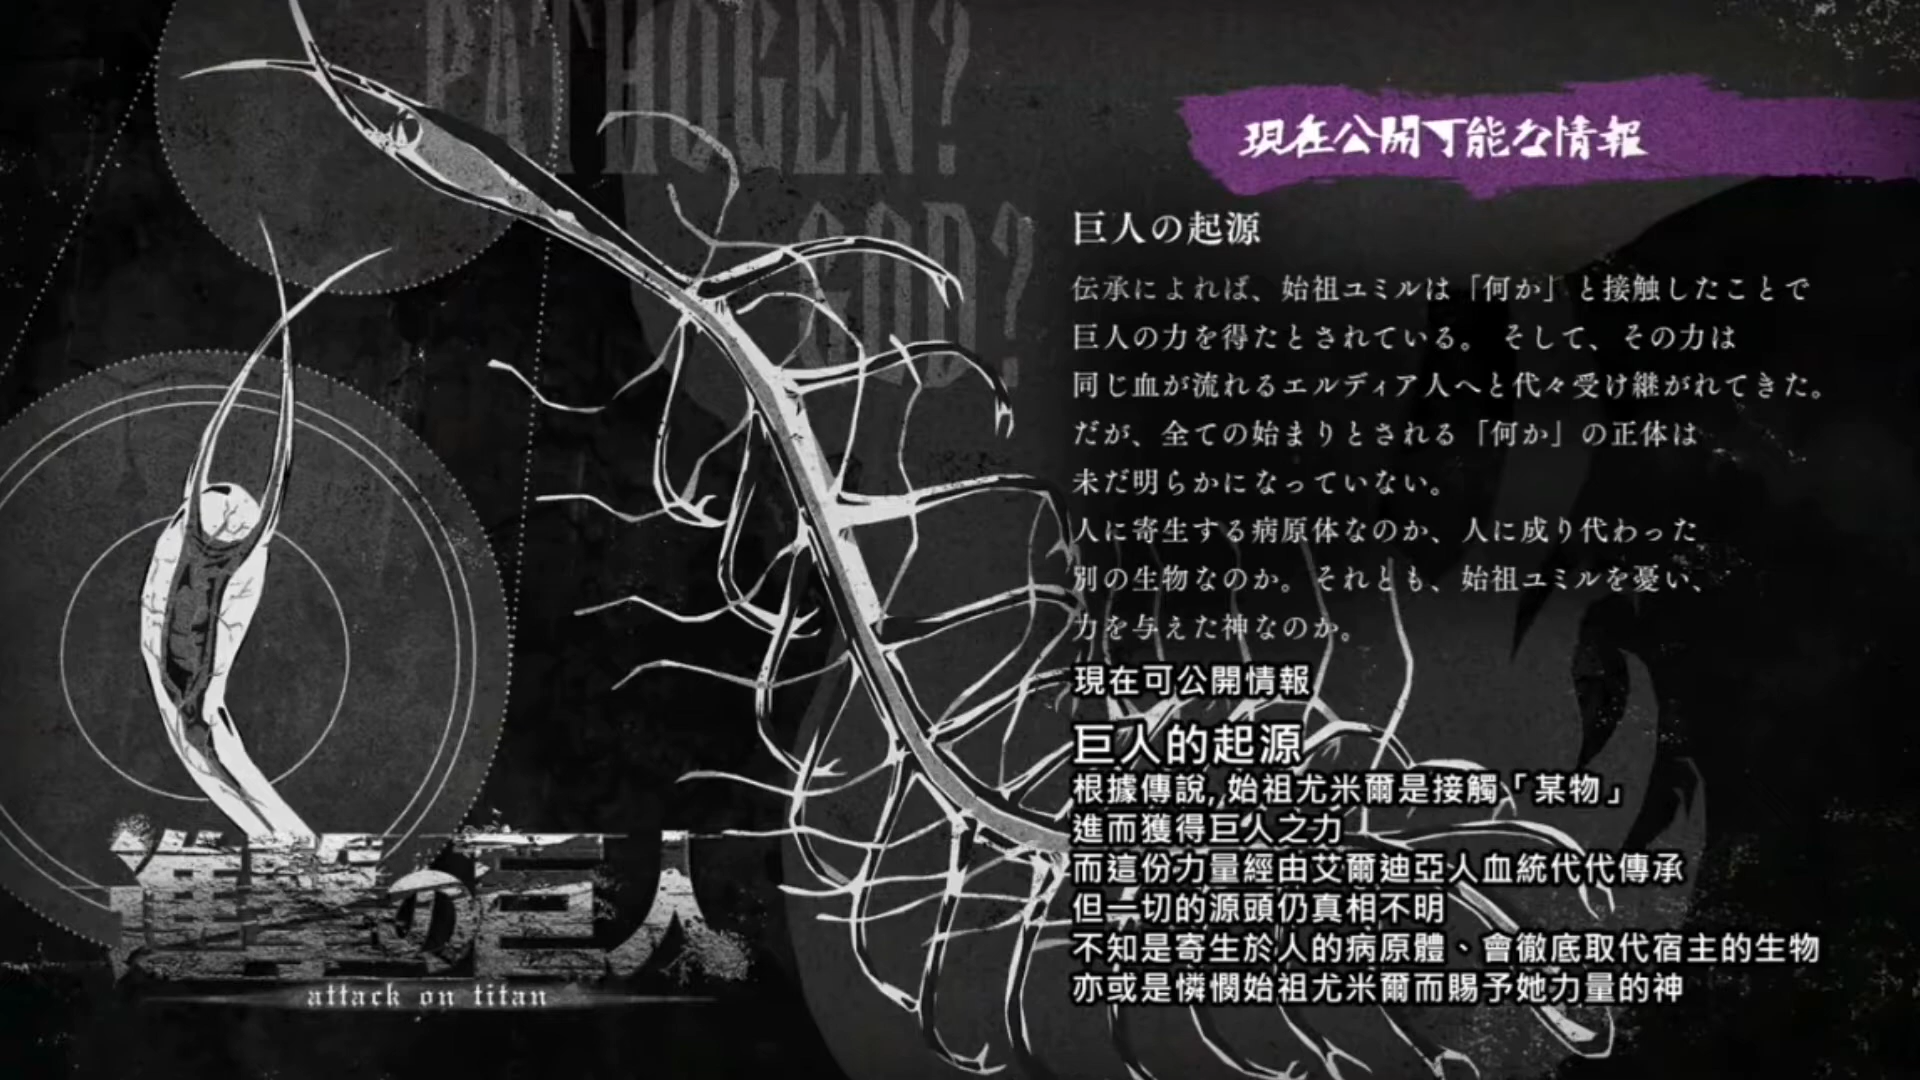 PATHOGEN?
GOD?
現在公開可能な情報
巨人の起源
伝承によれば、始祖ユミルは「何か」と接触したことで
巨人の力を得たとされている。 そして、その力は
同じ血が流れるエルディア人へと代々受け継がれてきた。
だが、全ての始まりとされる「何か」の正体は
未だ明らかになっていない。
人に寄生する病原体なのか、人に成り代わった
別の生物なのか。それとも、始祖ユミルを憂い、
力を与えた神なのか。
現在可公開情報
巨人的起源
根據傳說,始祖尤米爾是接觸「某物」
進而獲得巨人之力
而這份力量經由艾爾迪亞人血統代代傳承
但一切的源頭仍真相不明
不知是寄生於人的病原體、會徹底取代宿主的生物
亦或是憐憫始祖尤米爾而賜予她力量的神
進撃の巨人
attack on titan